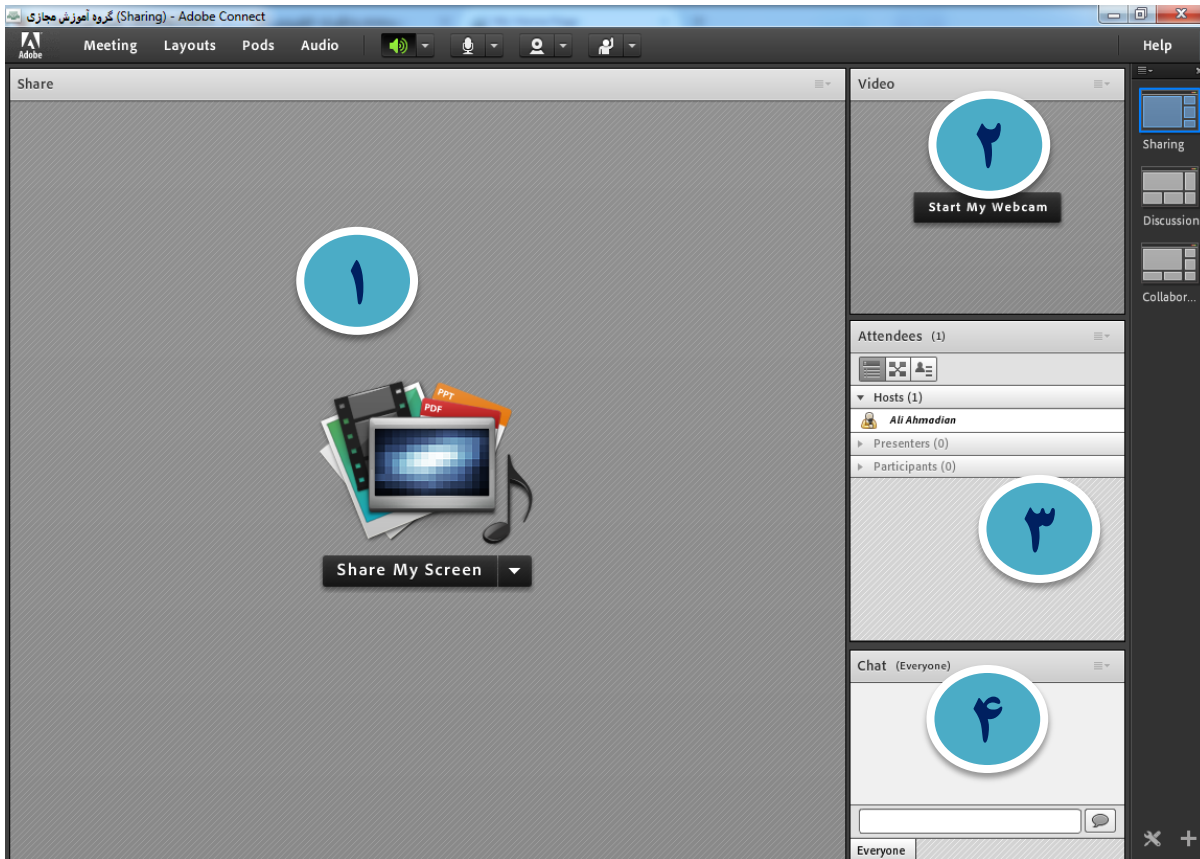 گروه آموزش مجازی (Sharing) - Adobe Connect
Adobe
Meeting Layouts Pods Audio Help
Share
۱
PPT
PDF
Share My Screen
Video
۲
Start My Webcam
Attendees (1)
Hosts (1)
Ali Ahmadian
Presenters (0)
Participants (0)
۳
Chat (Everyone)
۴
Everyone
Sharing
Discussion
Collabor...